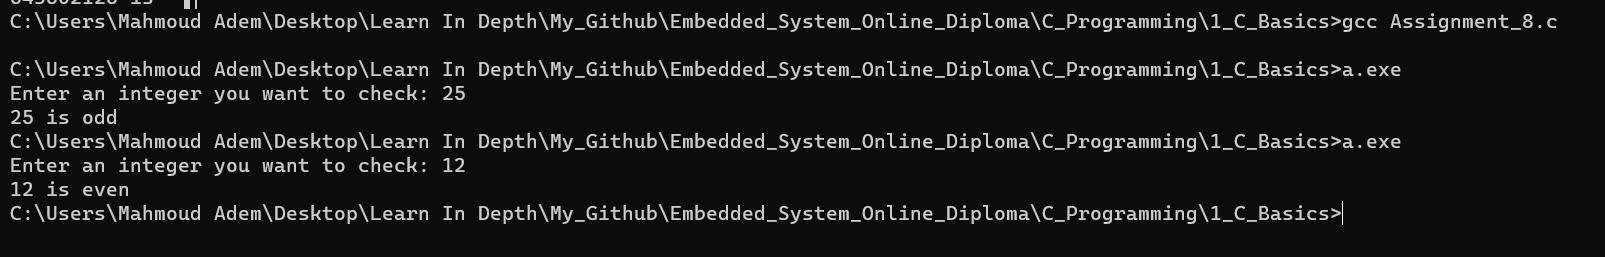 C:\Users\Mahmoud Adem\Desktop\Learn In Depth\My_Github\Embedded_System_Online_Diploma\C_Programming\1_C_Basics>gcc Assignment_8.c
C:\Users\Mahmoud Adem\Desktop\Learn In Depth\My_Github\Embedded_System_Online_Diploma\C_Programming\1_C_Basics>a.exe
Enter an integer you want to check: 25
25 is odd
C:\Users\Mahmoud Adem\Desktop\Learn In Depth\My_Github\Embedded_System_Online_Diploma\C_Programming\1_C_Basics>a.exe
Enter an integer you want to check: 12
12 is even
C:\Users\Mahmoud Adem\Desktop\Learn In Depth\My_Github\Embedded_System_Online_Diploma\C_Programming\1_C_Basics>